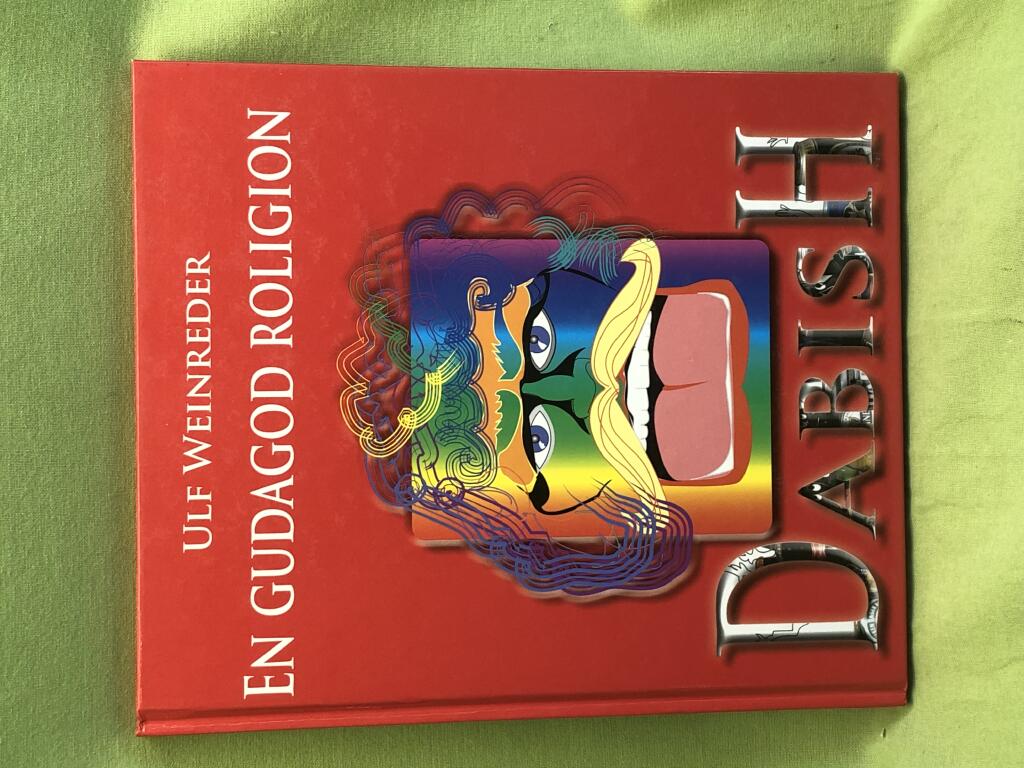 ULF WEINREDER
EN GUDAGOD ROLIGION
DABISH